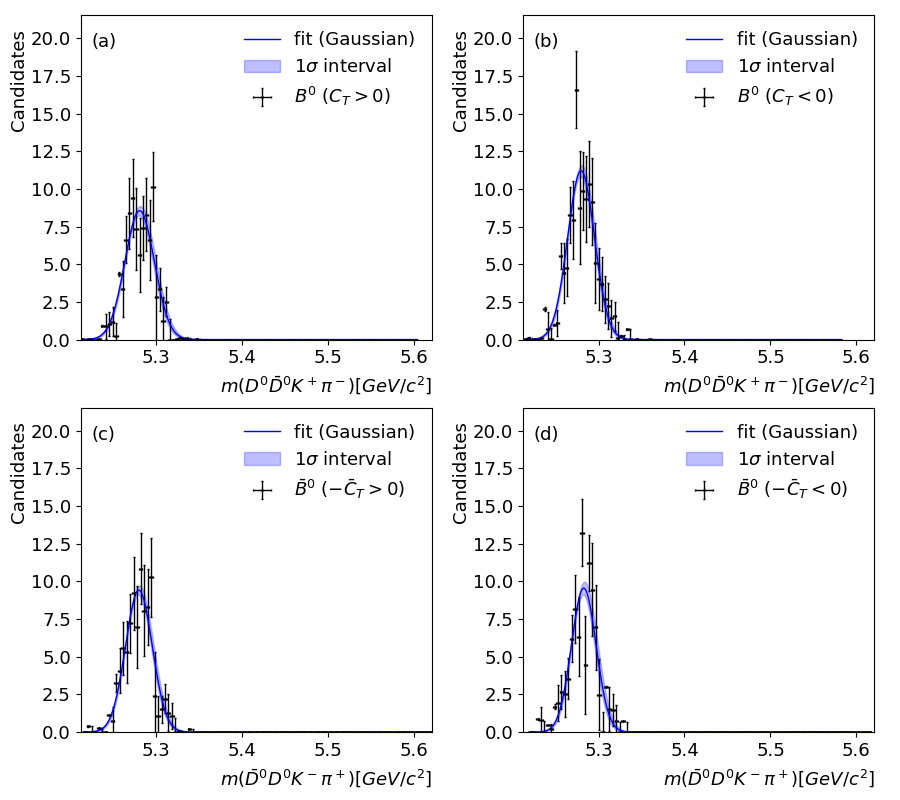 (a)
fit (Gaussian)
1σ interval
B⁰ (C_T > 0)
Candidates
20.0
17.5
15.0
12.5
10.0
7.5
5.0
2.5
0.0
5.3
5.4
5.5
5.6
m(D⁰D̄⁰K⁺π⁻)[GeV/c²]
(b)
fit (Gaussian)
1σ interval
B⁰ (C_T < 0)
Candidates
20.0
17.5
15.0
12.5
10.0
7.5
5.0
2.5
0.0
5.3
5.4
5.5
5.6
m(D⁰D̄⁰K⁺π⁻)[GeV/c²]
(c)
fit (Gaussian)
1σ interval
B̄⁰ (−C̄_T > 0)
Candidates
20.0
17.5
15.0
12.5
10.0
7.5
5.0
2.5
0.0
5.3
5.4
5.5
5.6
m(D̄⁰D⁰K⁻π⁺)[GeV/c²]
(d)
fit (Gaussian)
1σ interval
B̄⁰ (−C̄_T < 0)
Candidates
20.0
17.5
15.0
12.5
10.0
7.5
5.0
2.5
0.0
5.3
5.4
5.5
5.6
m(D̄⁰D⁰K⁻π⁺)[GeV/c²]